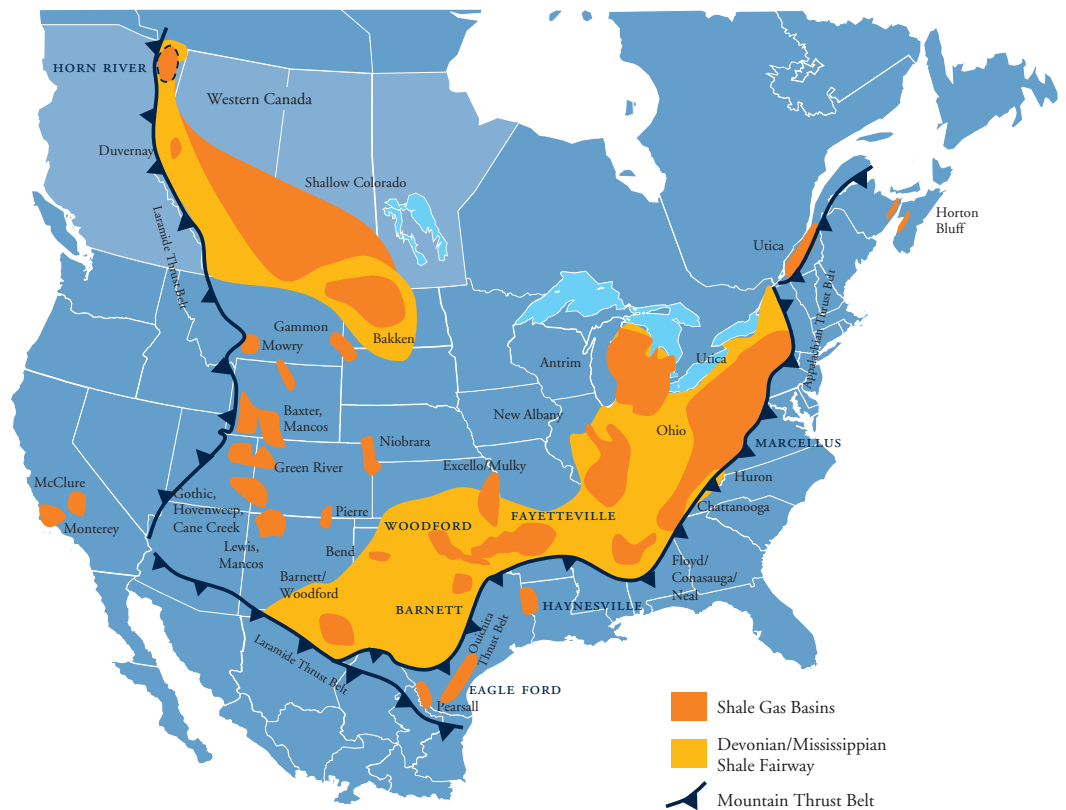 HORN RIVER
Western Canada
Duvernay
Shallow Colorado
Laramide Thrust Belt
Horton
Bluff
Utica
Appalachian Thrust Belt
Gammon
Mowry
Bakken
Antrim
Utica
Baxter,
Mancos
New Albany
Ohio
Niobrara
MARCELLUS
Green River
Excello/Mulky
Huron
McClure
Gothic,
Hovenweep,
Cane Creek
Chattanooga
Monterey
Pierre
WOODFORD
FAYETTEVILLE
Lewis,
Mancos
Bend
Floyd/
Conasauga/
Neal
Barnett/
Woodford
BARNETT
HAYNESVILLE
Ouichita
Thrust Belt
Laramide Thrust Belt
EAGLE FORD
Pearsall
Shale Gas Basins
Devonian/Mississippian
Shale Fairway
Mountain Thrust Belt